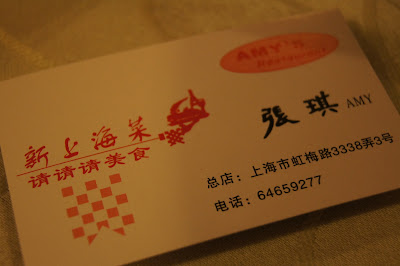 AMY'S
Restaurant
新上海菜
请请请美食
張琪 AMY
总店：上海市虹梅路3338弄3号
电话：64659277